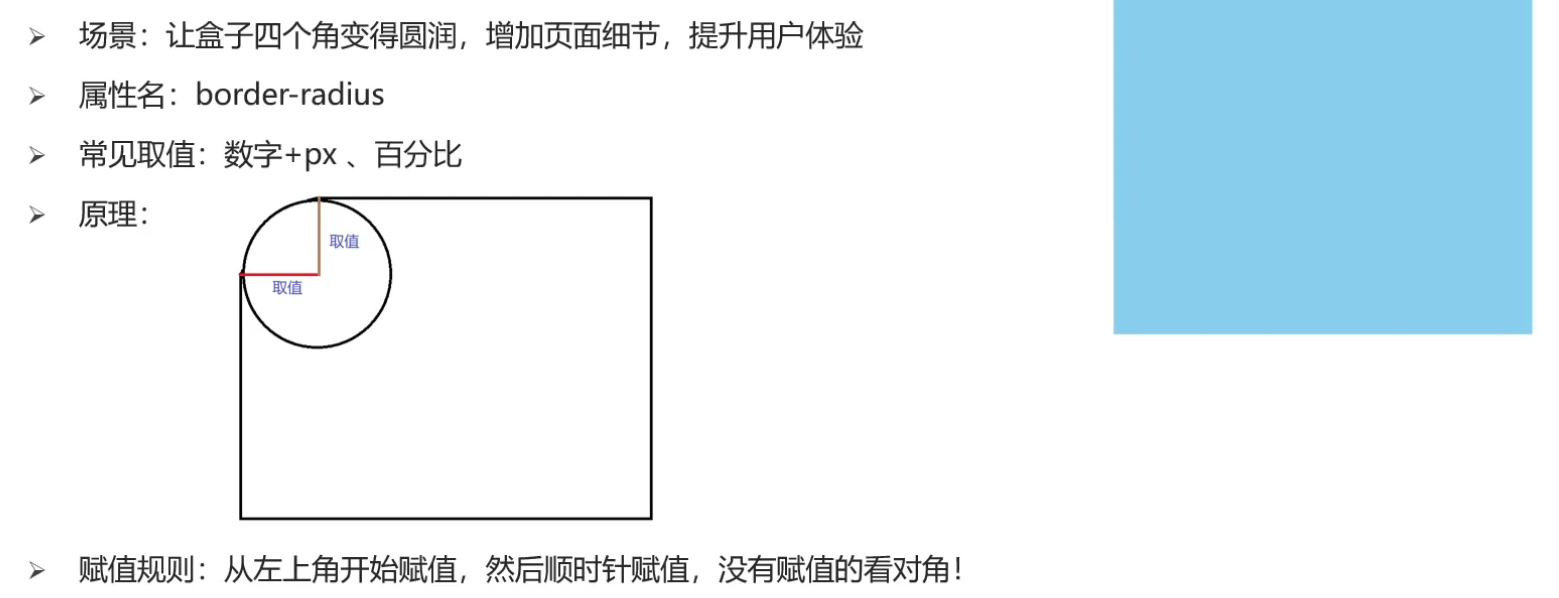 场景：让盒子四个角变得圆润，增加页面细节，提升用户体验
属性名：border-radius
常见取值：数字+px 、百分比
原理：
取值
取值
赋值规则：从左上角开始赋值，然后顺时针赋值，没有赋值的看对角！